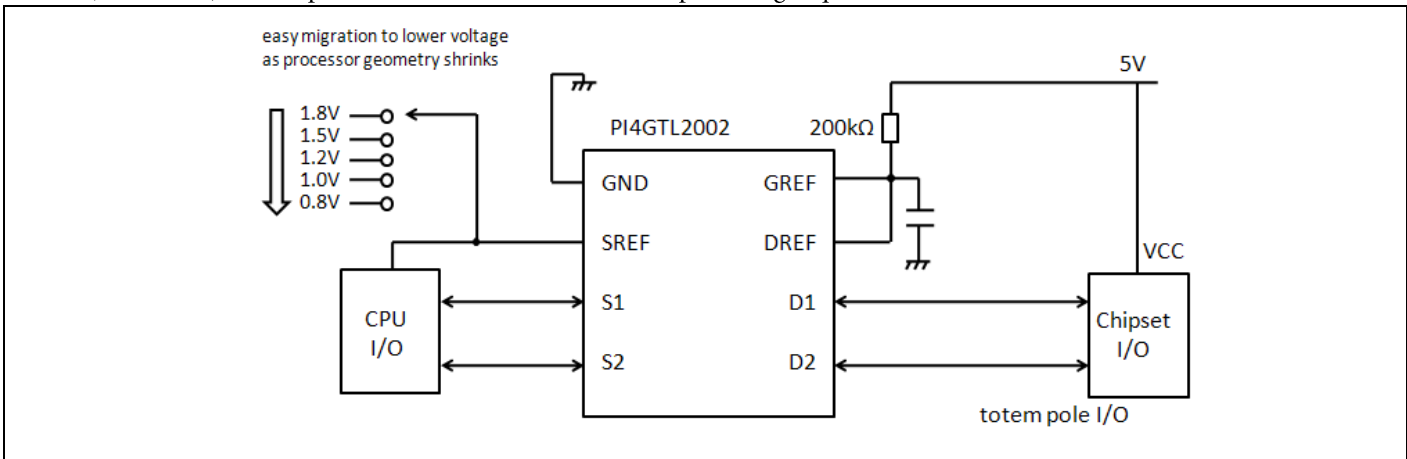 easy migration to lower voltage
as processor geometry shrinks
1.8V
1.5V
1.2V
1.0V
0.8V
5V
PI4GTL2002
200kΩ
GND
GREF
SREF
DREF
VCC
S1
D1
S2
D2
CPU
I/O
Chipset
I/O
totem pole I/O